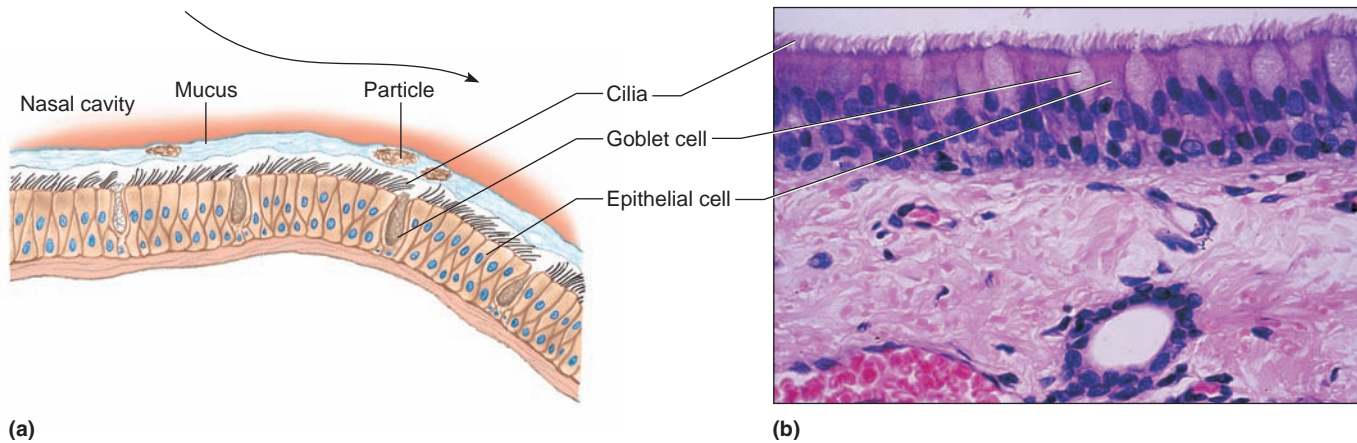 Nasal cavity
Mucus
Particle
Cilia
Goblet cell
Epithelial cell
(a)
(b)